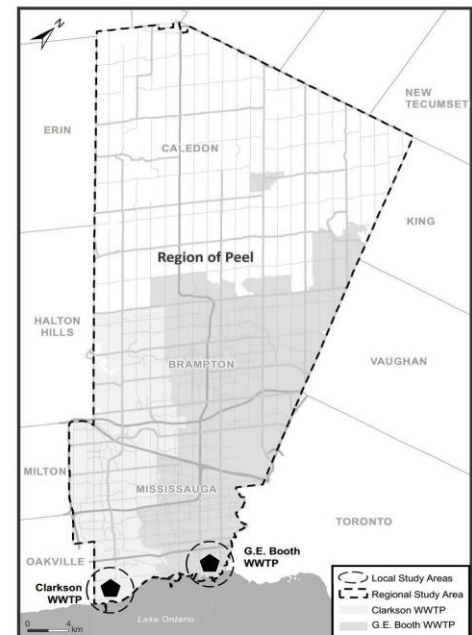 NEW
TECUMSET
ERIN
CALEDON
KING
Region of Peel
HALTON
HILLS
BRAMPTON
VAUGHAN
MILTON
MISSISSAUGA
TORONTO
OAKVILLE
G.E. Booth
WWTP
Clarkson
WWTP
Lake Ontario
0 2 4
km
Local Study Areas
Regional Study Area
Clarkson WWTP
G.E. Booth WWTP